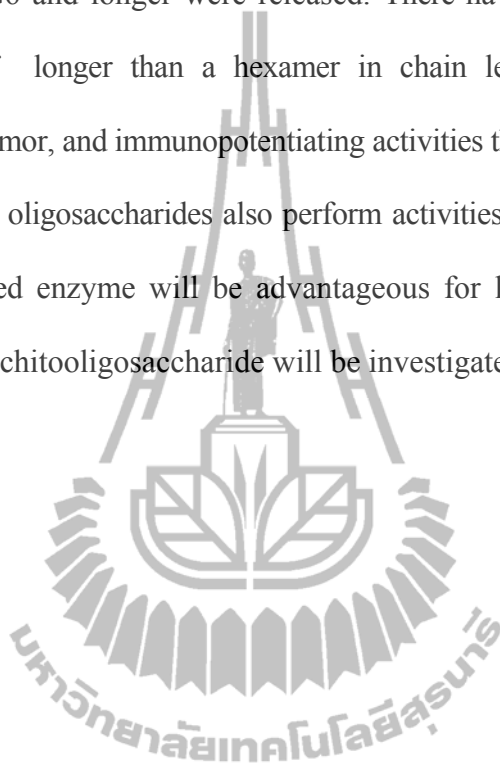 o and longer were released. There ha
longer than a hexamer in chain le
mor, and immunopotentiating activities th
oligosaccharides also perform activities
ed enzyme will be advantageous for
chitooligosaccharide will be investigate
มหาวิทยาลัยเทคโนโลยีสุรนารี